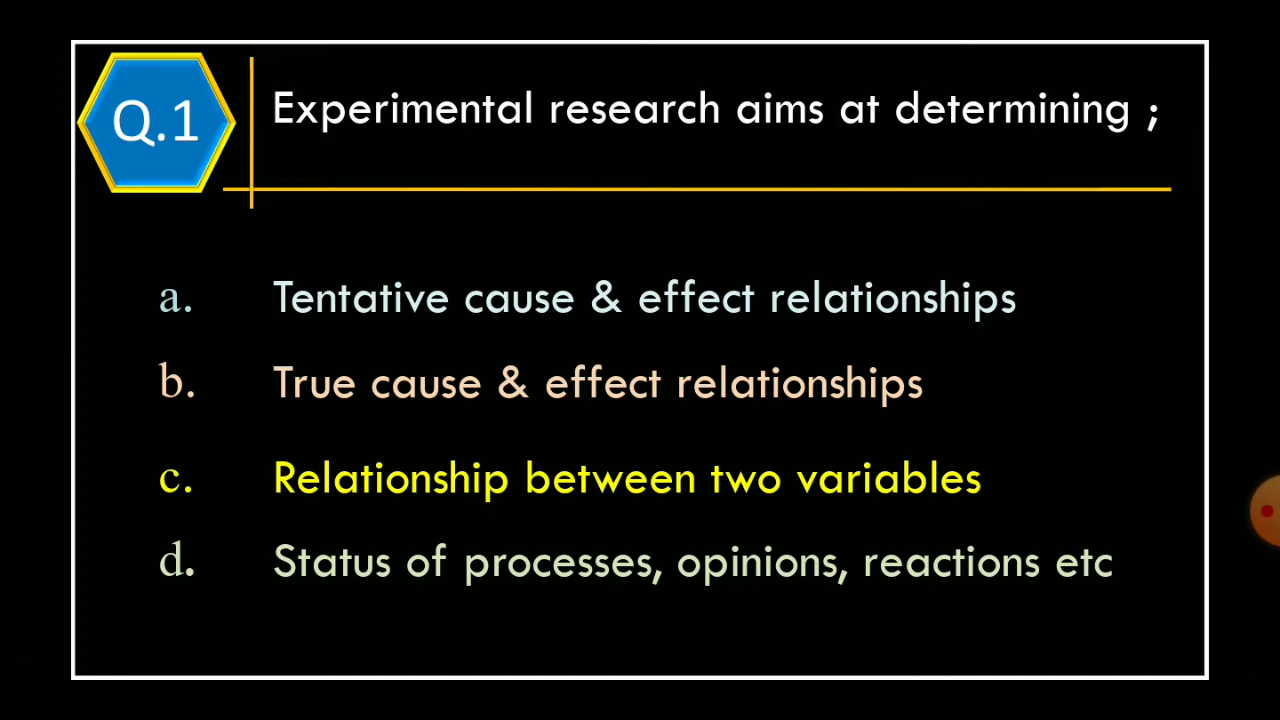 Q.1 Experimental research aims at determining ;
a. Tentative cause & effect relationships
b. True cause & effect relationships
c. Relationship between two variables
d. Status of processes, opinions, reactions etc